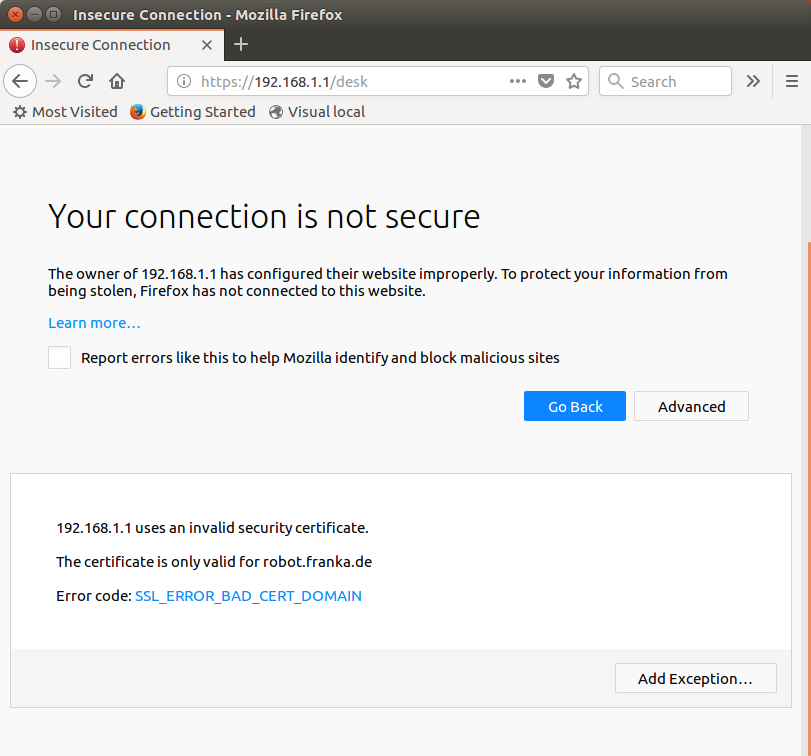 Insecure Connection - Mozilla Firefox
Insecure Connection
https://192.168.1.1/desk
Search
Most Visited
Getting Started
Visual local
Your connection is not secure
The owner of 192.168.1.1 has configured their website improperly. To protect your information from
being stolen, Firefox has not connected to this website.
Learn more…
Report errors like this to help Mozilla identify and block malicious sites
Go Back
Advanced
192.168.1.1 uses an invalid security certificate.
The certificate is only valid for robot.franka.de
Error code: SSL_ERROR_BAD_CERT_DOMAIN
Add Exception…